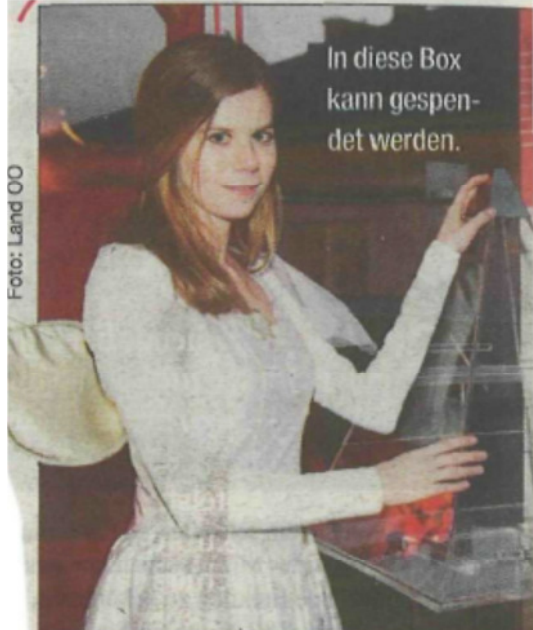 In diese Box
kann gespen-
det werden.
Foto: Land OÖ